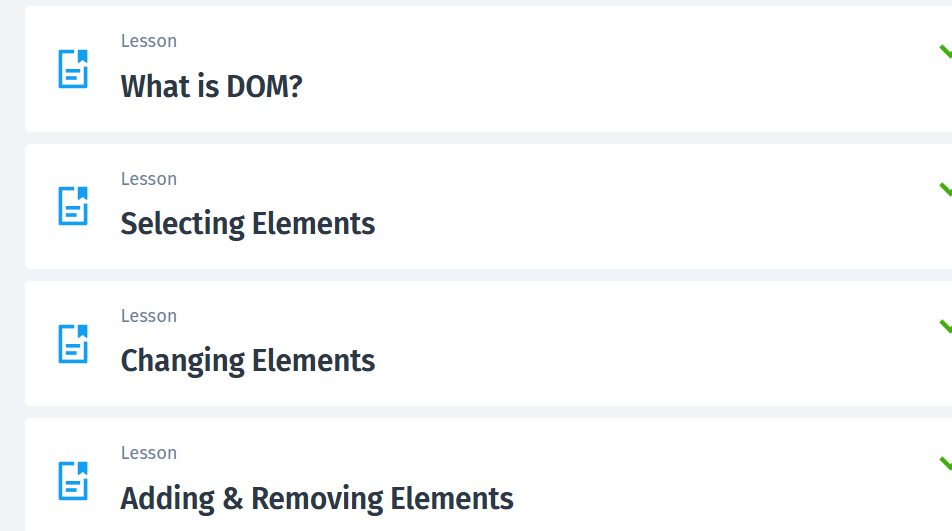 Lesson
What is DOM?
Lesson
Selecting Elements
Lesson
Changing Elements
Lesson
Adding & Removing Elements